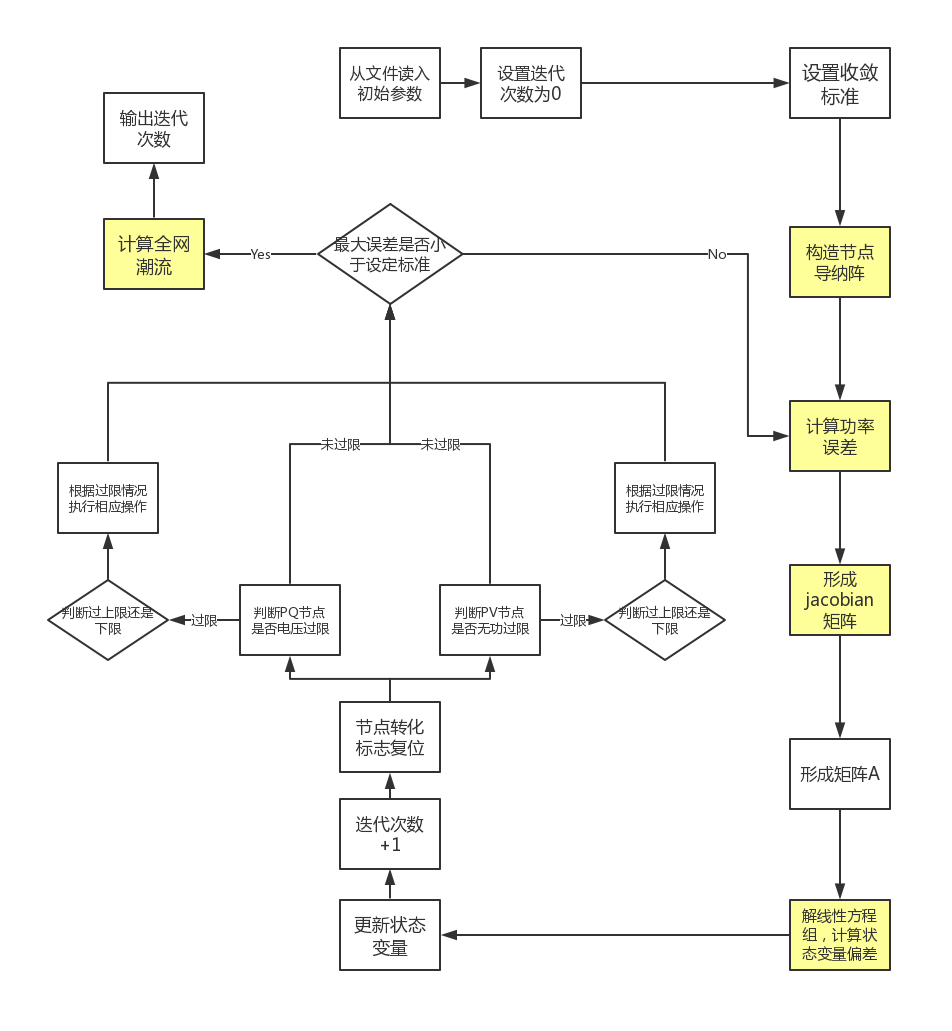 从文件读入
初始参数
设置迭代
次数为0
设置收敛
标准
输出迭代
次数
计算全网
潮流
Yes
最大误差是否小
于设定标准
No
构造节点
导纳阵
计算功率
误差
未过限
未过限
根据过限情况
执行相应操作
根据过限情况
执行相应操作
形成
jacobian
矩阵
判断过上限还是
下限
过限
判断PQ节点
是否电压过限
判断PV节点
是否无功过限
过限
判断过上限还是
下限
节点转化
标志复位
形成矩阵A
迭代次数
+1
更新状态
变量
解线性方程
组，计算状
态变量偏差